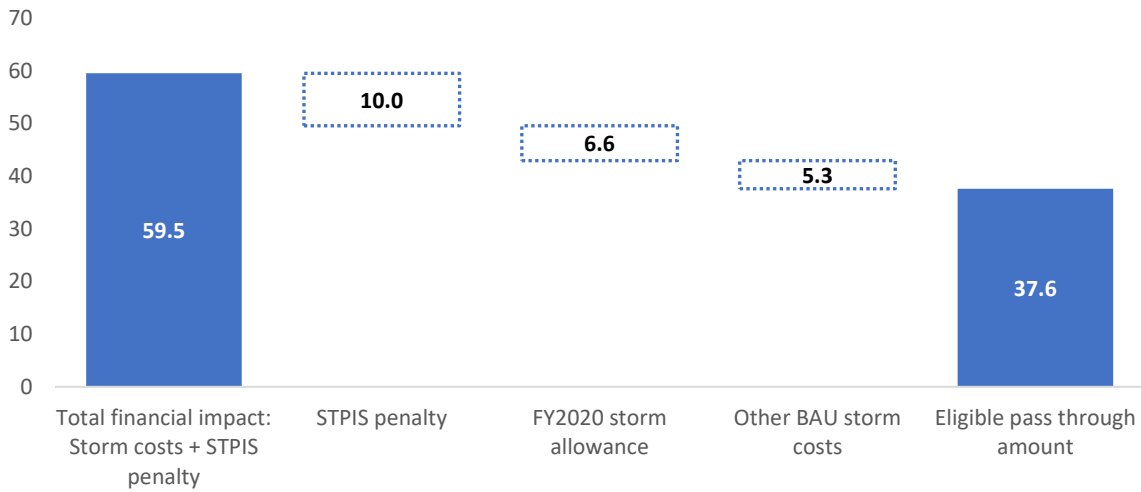 70
60
50
40
30
20
10
0
59.5
10.0
6.6
5.3
37.6
Total financial impact:
Storm costs + STPIS
penalty
STPIS penalty
FY2020 storm
allowance
Other BAU storm
costs
Eligible pass through
amount